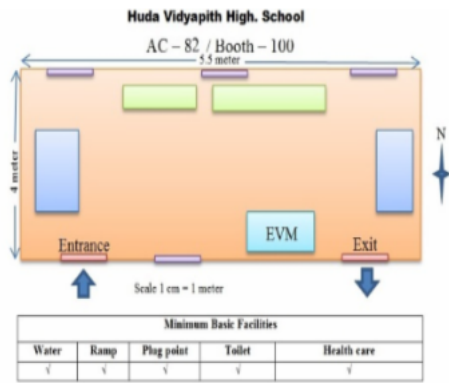 Huda Vidyapith High. School
AC – 82 / Booth – 100
5.5 meter
4 meter
N
Entrance
EVM
Exit
Scale 1 cm = 1 meter
Minimum Basic Facilities
Water Ramp Plug point Toilet Health care
√ √ √ √ √